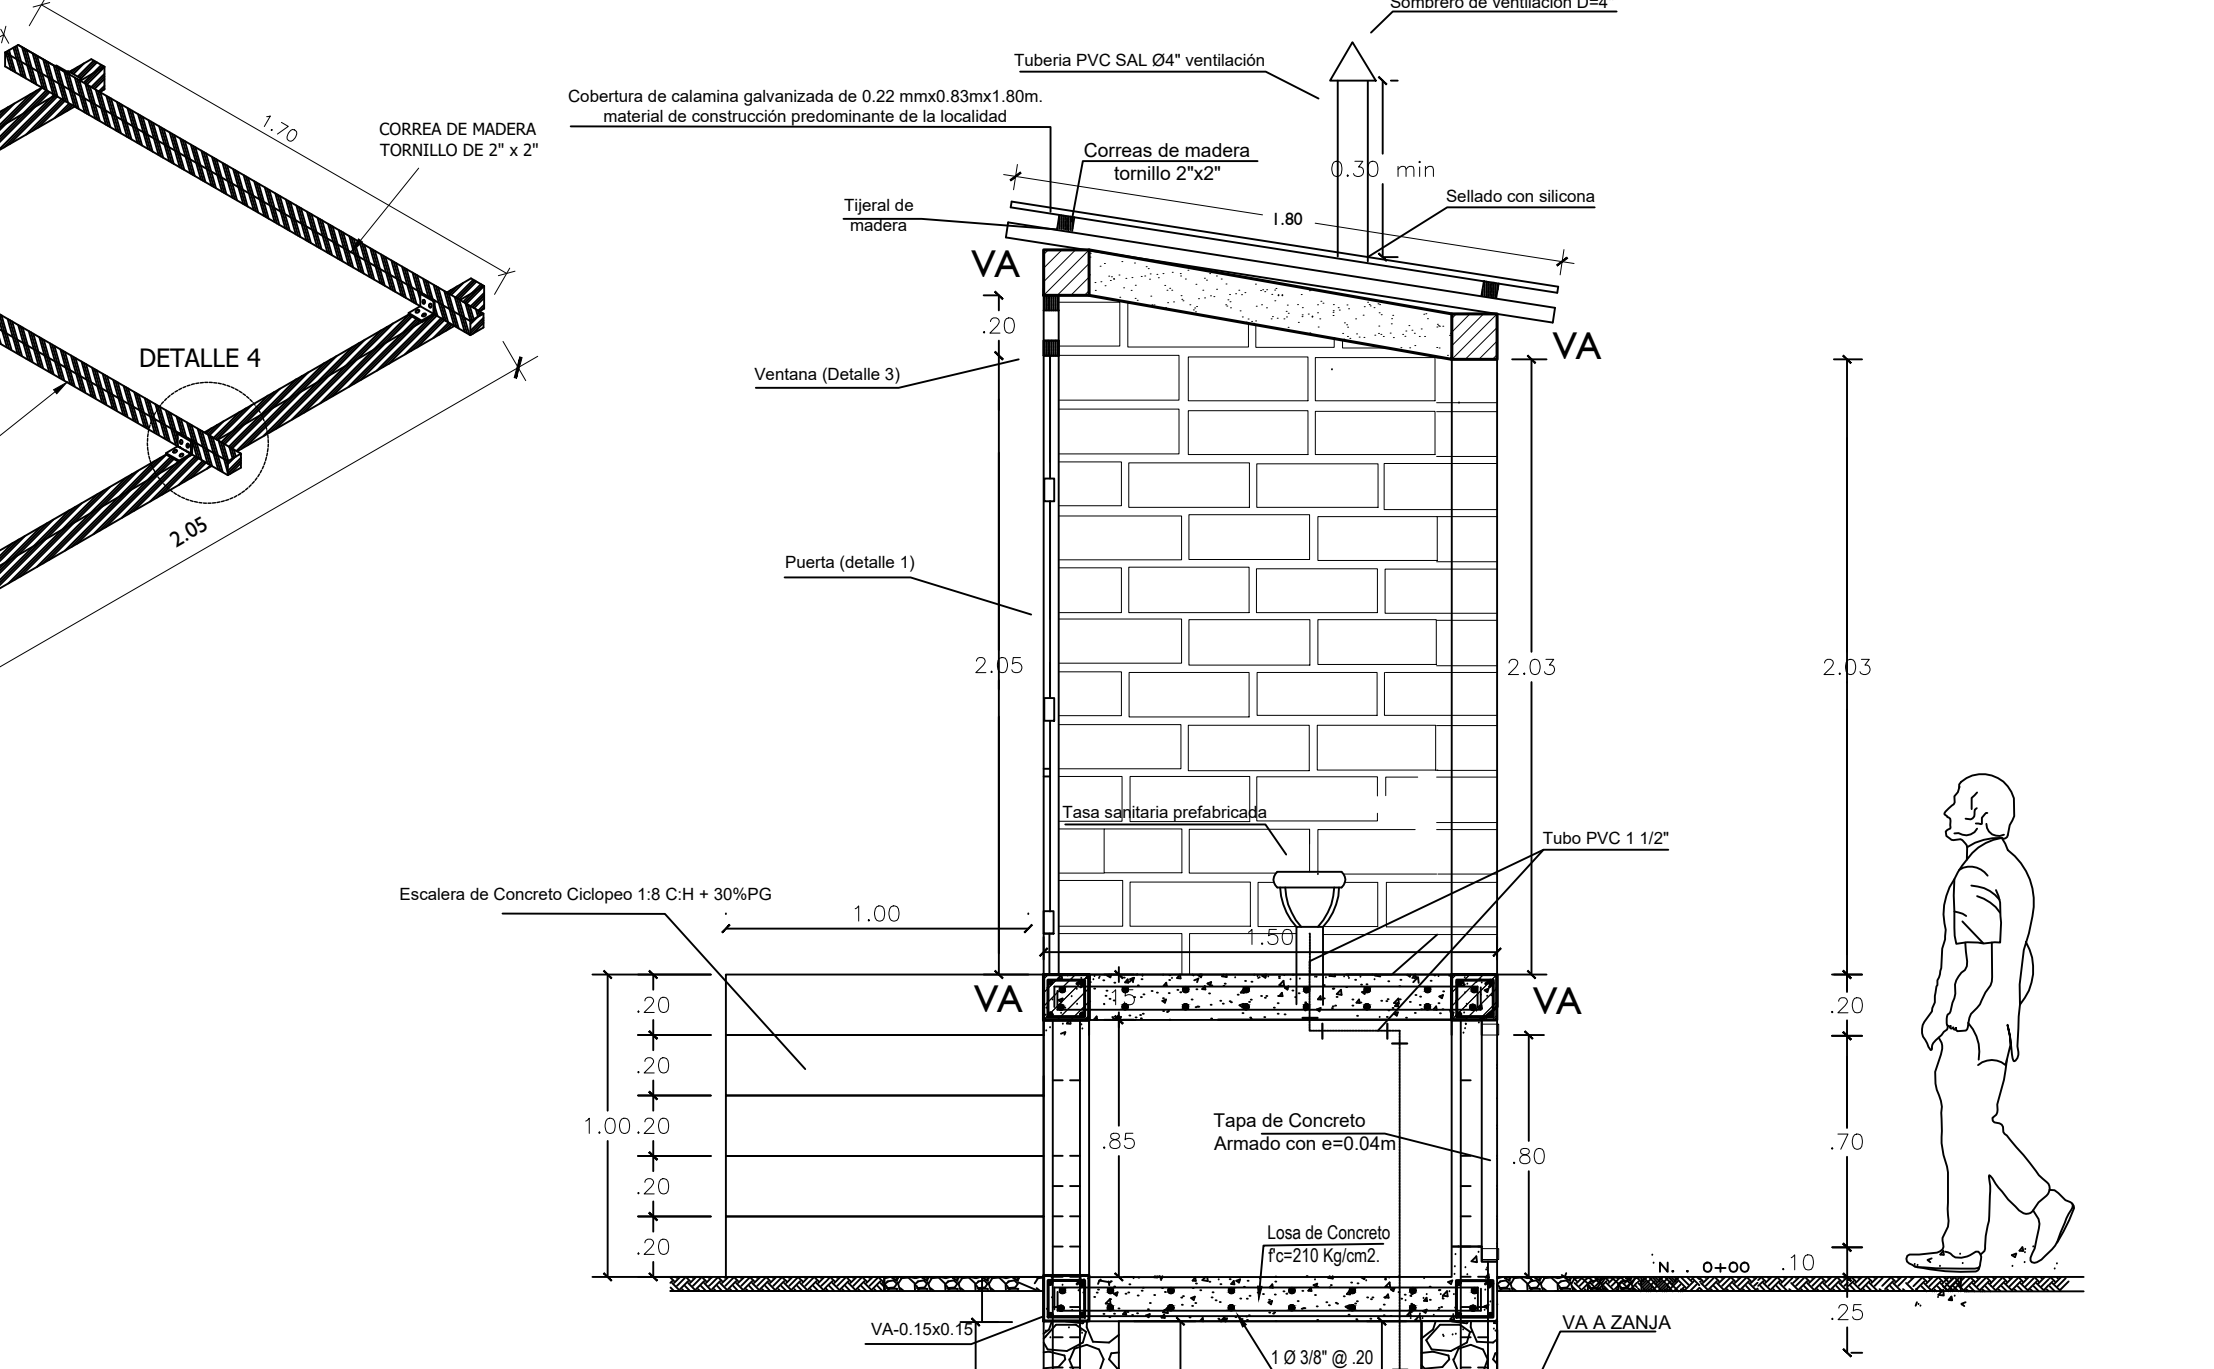 Sombrero de ventilación D=4"
Tuberia PVC SAL Ø4" ventilación
Cobertura de calamina galvanizada de 0.22 mmx0.83mx1.80m.
material de construcción predominante de la localidad
1.70
CORREA DE MADERA
TORNILLO DE 2" x 2"
Correas de madera
tornillo 2"x2"
0.30 min
Sellado con silicona
Tijeral de
madera
1.80
VA
.20
VA
DETALLE 4
Ventana (Detalle 3)
2.05
Puerta (detalle 1)
2.05
2.03
2.03
Tasa sanitaria prefabricada
Tubo PVC 1 1/2"
Escalera de Concreto Ciclopeo 1:8 C:H + 30%PG
1.00
1.50
VA
.15
VA
.20
.20
.20
1.00
.20
.20
.20
.85
Tapa de Concreto
Armado con e=0.04m
.80
.70
Losa de Concreto
f'c=210 Kg/cm2.
N. . 0+00
.10
.25
VA-0.15x0.15
VA A ZANJA
1 Ø 3/8" @ .20